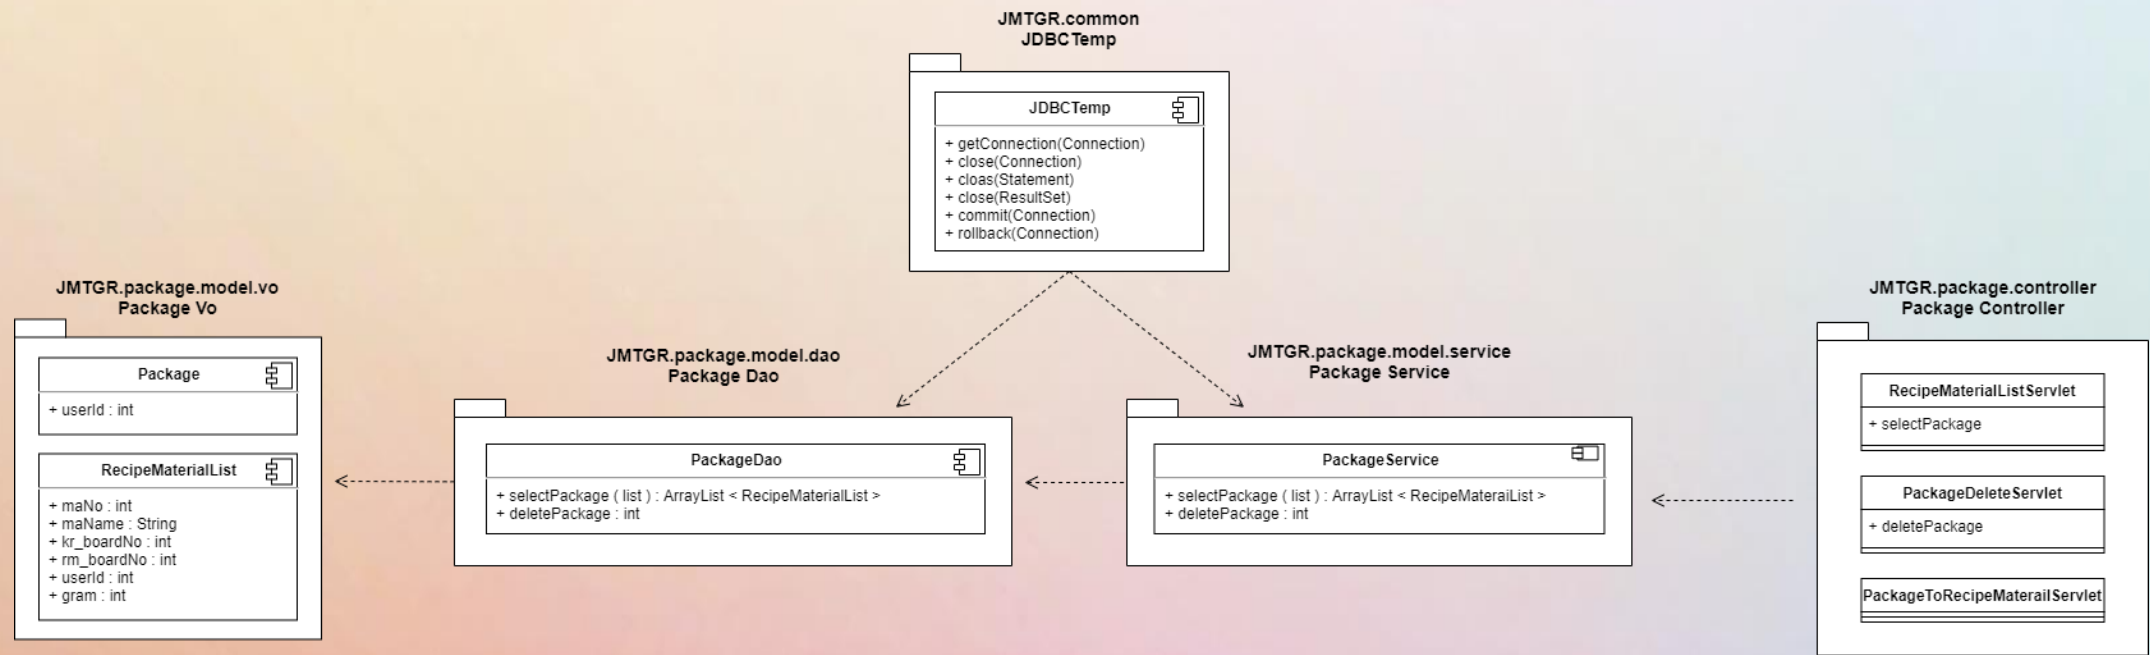 JMTGR.common
JDBCTemp
JDBCTemp
+ getConnection(Connection)
+ close(Connection)
+ cloas(Statement)
+ close(ResultSet)
+ commit(Connection)
+ rollback(Connection)
JMTGR.package.model.vo
Package Vo
Package
+ userId : int
RecipeMaterialList
+ maNo : int
+ maName : String
+ kr_boardNo : int
+ rm_boardNo : int
+ userId : int
+ gram : int
JMTGR.package.model.dao
Package Dao
PackageDao
+ selectPackage ( list ) : ArrayList < RecipeMaterialList >
+ deletePackage : int
JMTGR.package.model.service
Package Service
PackageService
+ selectPackage ( list ) : ArrayList < RecipeMateraiList >
+ deletePackage : int
JMTGR.package.controller
Package Controller
RecipeMaterialListServlet
+ selectPackage
PackageDeleteServlet
+ deletePackage
PackageToRecipeMaterailServlet